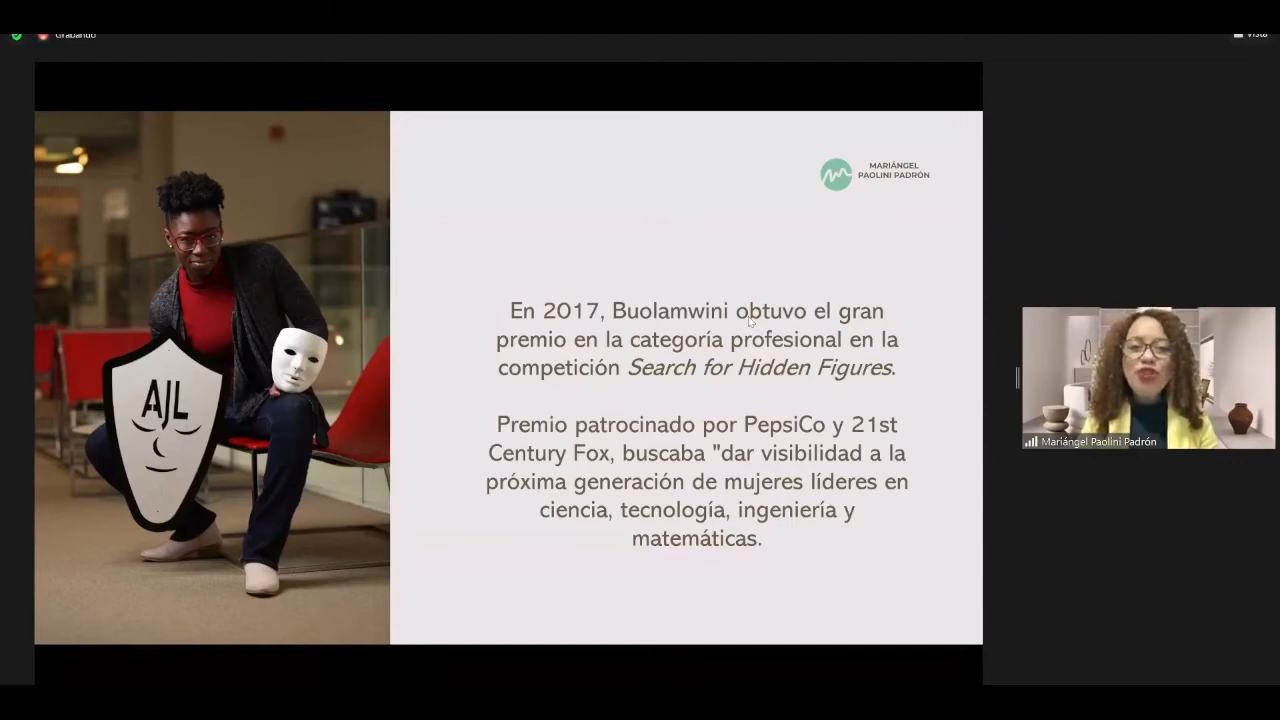 Grabando
Vista
MARIÁNGEL
PAOLINI PADRÓN
En 2017, Buolamwini obtuvo el gran
premio en la categoría profesional en la
competición Search for Hidden Figures.
Premio patrocinado por PepsiCo y 21st
Century Fox, buscaba "dar visibilidad a la
próxima generación de mujeres líderes en
ciencia, tecnología, ingeniería y
matemáticas.
AJL
Mariángel Paolini Padrón